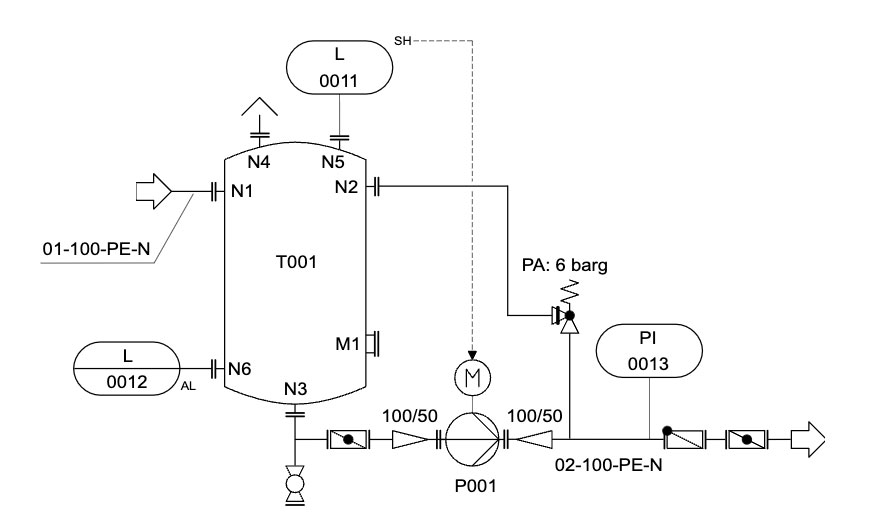 SH
L
0011
N4
N5
N1
N2
01-100-PE-N
T001
PA: 6 barg
M1
PI
0013
L
0012
AL
N6
N3
M
100/50
100/50
02-100-PE-N
P001